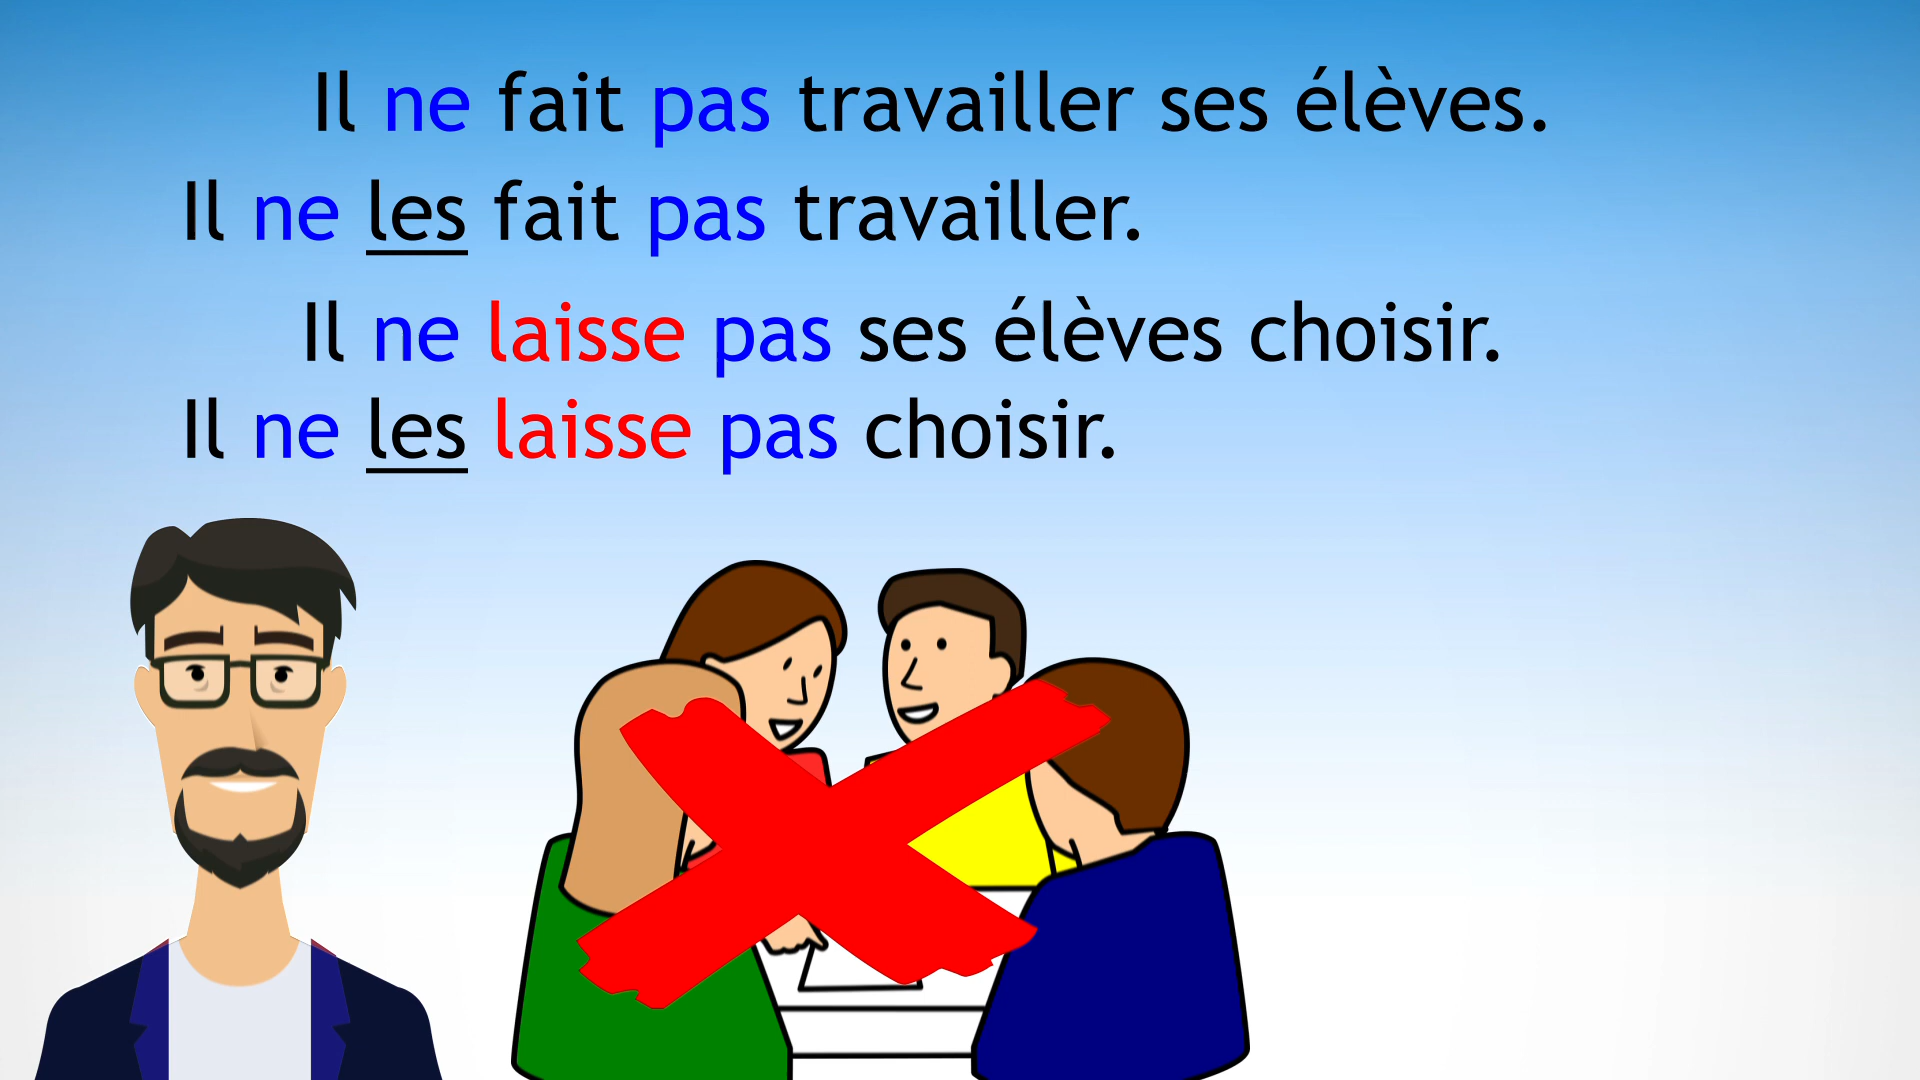 Il ne fait pas travailler ses élèves.
Il ne les fait pas travailler.
Il ne laisse pas ses élèves choisir.
Il ne les laisse pas choisir.